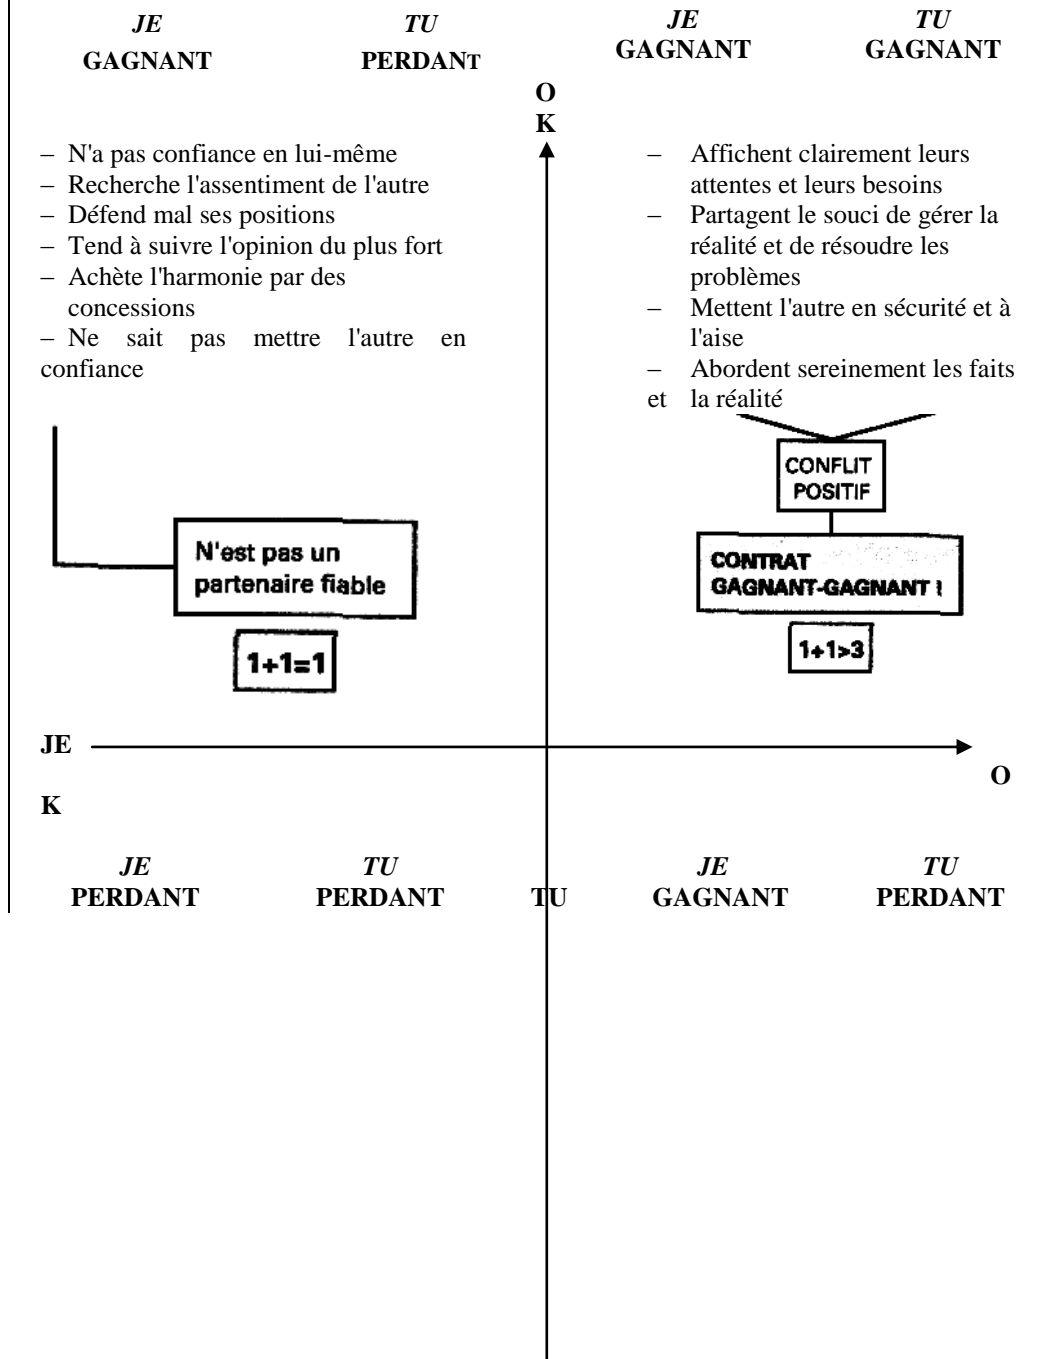 JE TU
GAGNANT PERDANT
JE TU
GAGNANT GAGNANT
O
K
– N'a pas confiance en lui-même
– Recherche l'assentiment de l'autre
– Défend mal ses positions
– Tend à suivre l'opinion du plus fort
– Achète l'harmonie par des
concessions
– Ne sait pas mettre l'autre en
confiance
– Affichent clairement leurs
attentes et leurs besoins
– Partagent le souci de gérer la
réalité et de résoudre les
problèmes
– Mettent l'autre en sécurité et à
l'aise
– Abordent sereinement les faits
et la réalité
N'est pas un
partenaire fiable
1+1=1
CONFLIT
POSITIF
CONTRAT
GAGNANT-GAGNANT !
1+1>3
JE
O
K
JE TU
PERDANT PERDANT
TU
JE TU
GAGNANT PERDANT